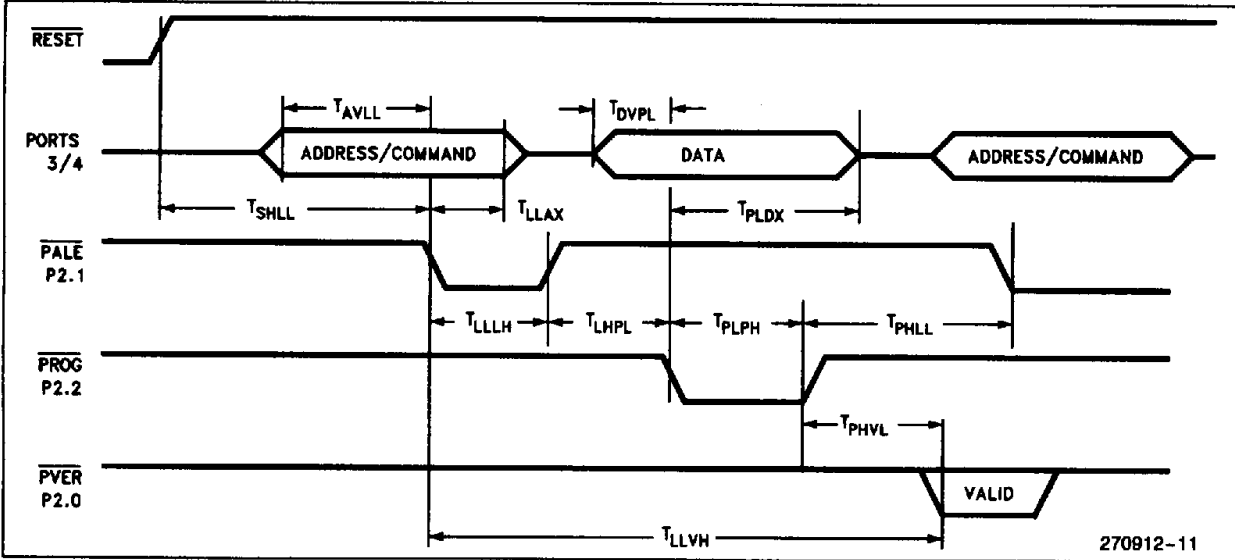 RESET
T_AVLL
T_DVPL
PORTS
3/4
ADDRESS/COMMAND
DATA
ADDRESS/COMMAND
T_SHLL
T_LLAX
T_PLDX
PALE
P2.1
T_LLLH
T_LHPL
T_PLPH
T_PHLL
PROG
P2.2
T_PHVL
PVER
P2.0
VALID
T_LLVH
270912-11